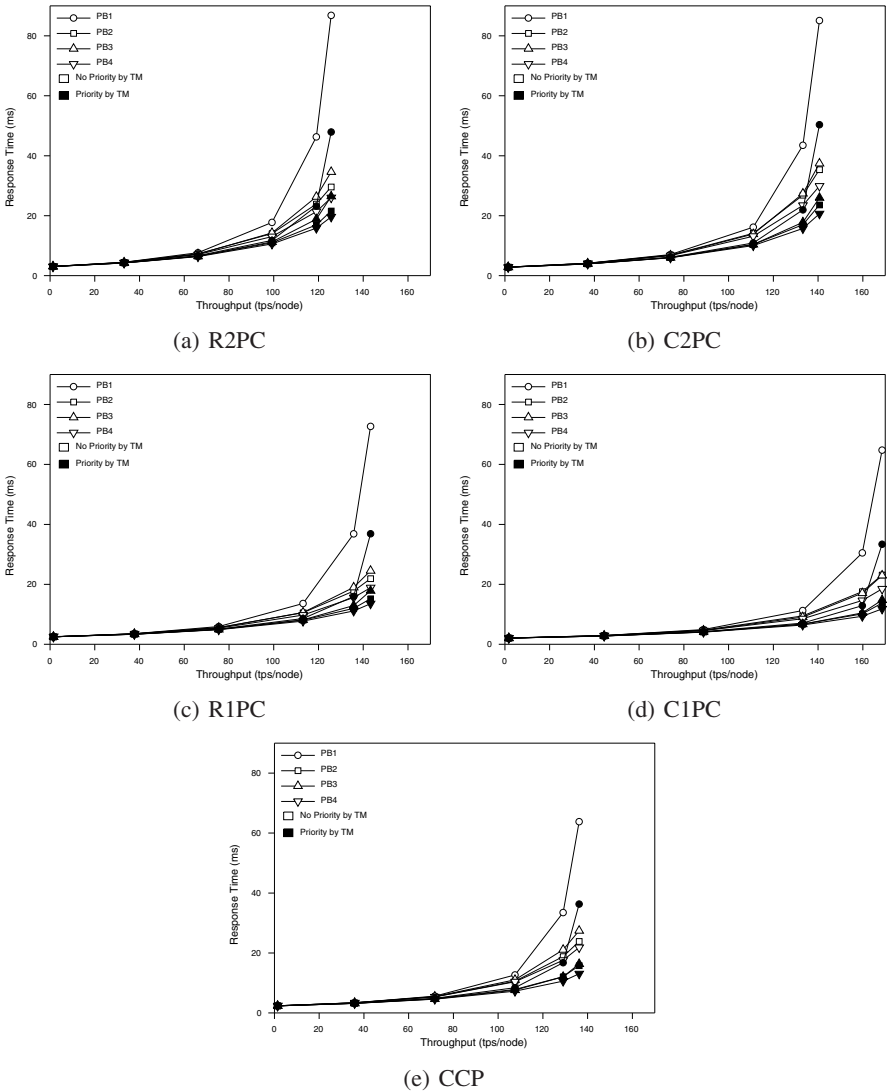 80
60
40
20
0
Response Time (ms)
PB1
PB2
PB3
PB4
No Priority by TM
Priority by TM
0 20 40 60 80 100 120 140 160
Throughput (tps/node)
(a) R2PC
80
60
40
20
0
Response Time (ms)
PB1
PB2
PB3
PB4
No Priority by TM
Priority by TM
0 20 40 60 80 100 120 140 160
Throughput (tps/node)
(b) C2PC
80
60
40
20
0
Response Time (ms)
PB1
PB2
PB3
PB4
No Priority by TM
Priority by TM
0 20 40 60 80 100 120 140 160
Throughput (tps/node)
(c) R1PC
80
60
40
20
0
Response Time (ms)
PB1
PB2
PB3
PB4
No Priority by TM
Priority by TM
0 20 40 60 80 100 120 140 160
Throughput (tps/node)
(d) C1PC
80
60
40
20
0
Response Time (ms)
PB1
PB2
PB3
PB4
No Priority by TM
Priority by TM
0 20 40 60 80 100 120 140 160
Throughput (tps/node)
(e) CCP